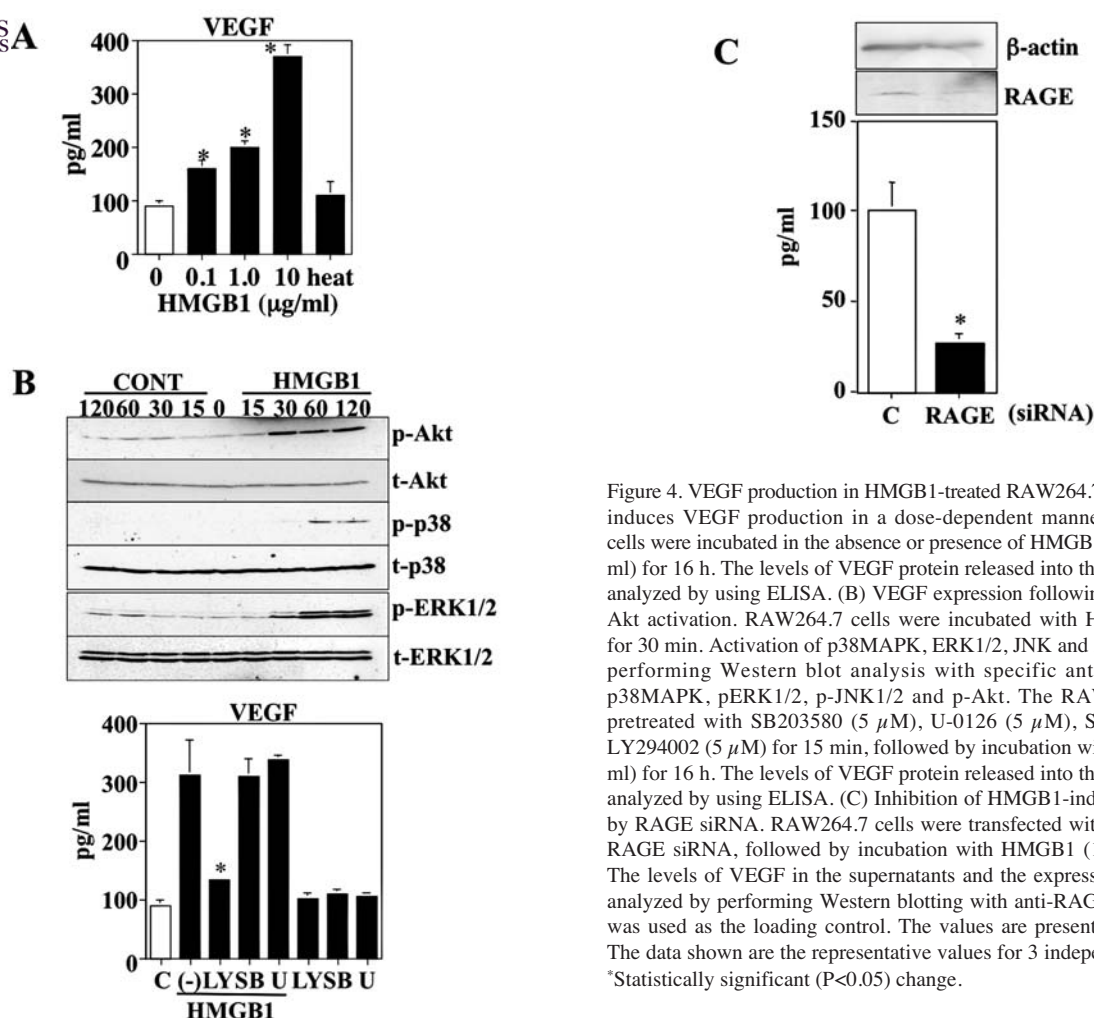 A
VEGF
400
300
200
100
0
pg/ml
* * *
0 0.1 1.0 10 heat
HMGB1 (μg/ml)
B
CONT HMGB1
120 60 30 15 0 15 30 60 120
p-Akt
t-Akt
p-p38
t-p38
p-ERK1/2
t-ERK1/2
VEGF
400
300
200
100
0
pg/ml
*
C (-) LY SB U LY SB U
HMGB1
C
β-actin
RAGE
150
100
50
0
pg/ml
*
C RAGE (siRNA)
Figure 4. VEGF production in HMGB1-treated RAW264.7
induces VEGF production in a dose-dependent manne
cells were incubated in the absence or presence of HMGB
ml) for 16 h. The levels of VEGF protein released into th
analyzed by using ELISA. (B) VEGF expression followin
Akt activation. RAW264.7 cells were incubated with H
for 30 min. Activation of p38MAPK, ERK1/2, JNK and
performing Western blot analysis with specific ant
p38MAPK, pERK1/2, p-JNK1/2 and p-Akt. The RA
pretreated with SB203580 (5 μM), U-0126 (5 μM), S
LY294002 (5 μM) for 15 min, followed by incubation wi
ml) for 16 h. The levels of VEGF protein released into th
analyzed by using ELISA. (C) Inhibition of HMGB1-ind
by RAGE siRNA. RAW264.7 cells were transfected wit
RAGE siRNA, followed by incubation with HMGB1 (1
The levels of VEGF in the supernatants and the express
analyzed by performing Western blotting with anti-RAG
was used as the loading control. The values are present
The data shown are the representative values for 3 indepe
*Statistically significant (P<0.05) change.